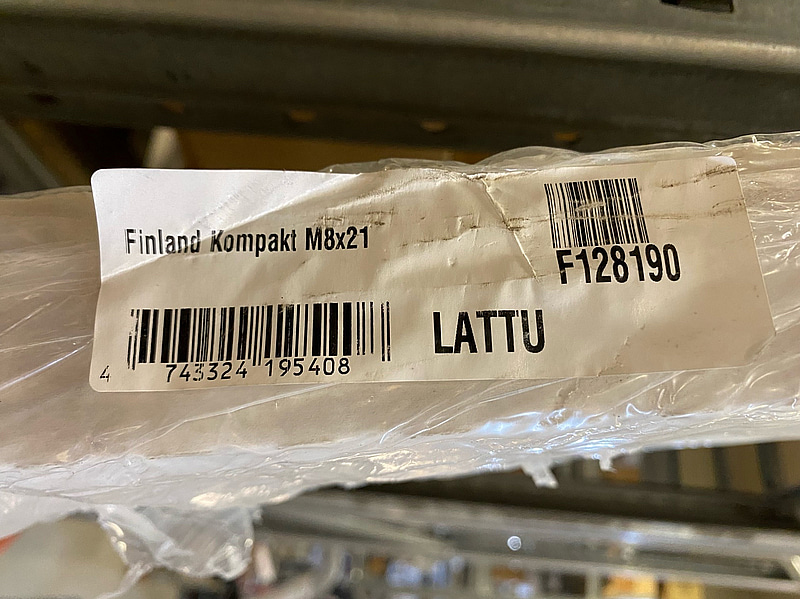 Finland Kompakt M8x21
F128190
LATTU
4 743324 195408